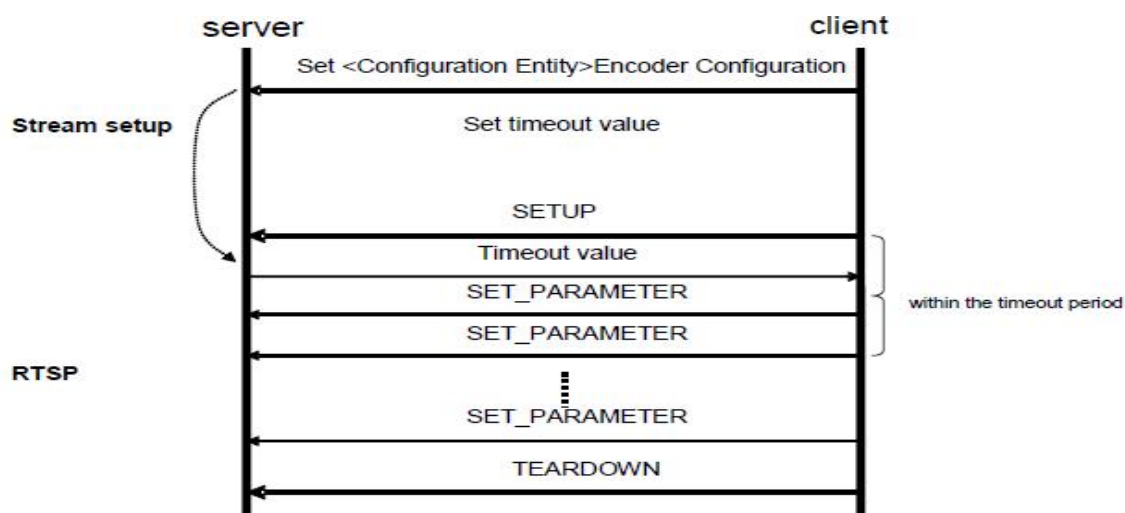 server
client
Set <Configuration Entity>Encoder Configuration
Stream setup
Set timeout value
SETUP
Timeout value
SET_PARAMETER
within the timeout period
SET_PARAMETER
RTSP
SET_PARAMETER
TEARDOWN